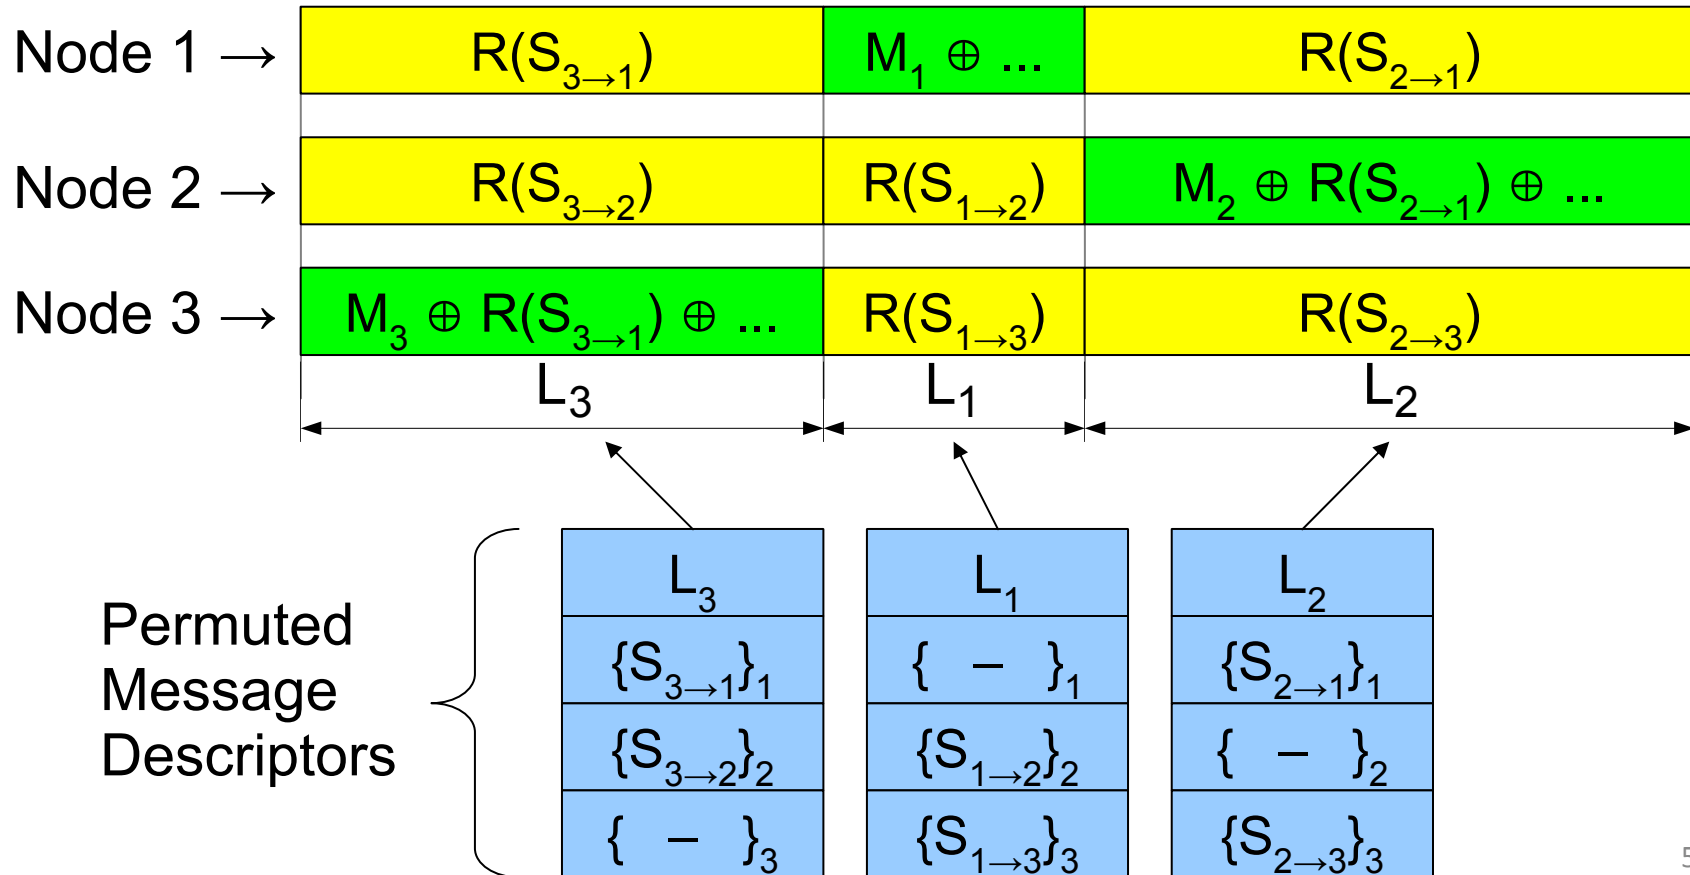 Node 1 → R(S₃→₁) M₁ ⊕ ... R(S₂→₁)
Node 2 → R(S₃→₂) R(S₁→₂) M₂ ⊕ R(S₂→₁) ⊕ ...
Node 3 → M₃ ⊕ R(S₃→₁) ⊕ ... R(S₁→₃) R(S₂→₃)
L₃ L₁ L₂
Permuted
Message
Descriptors
L₃ L₁ L₂
{S₃→₁}₁ { – }₁ {S₂→₁}₁
{S₃→₂}₂ {S₁→₂}₂ { – }₂
{ – }₃ {S₁→₃}₃ {S₂→₃}₃